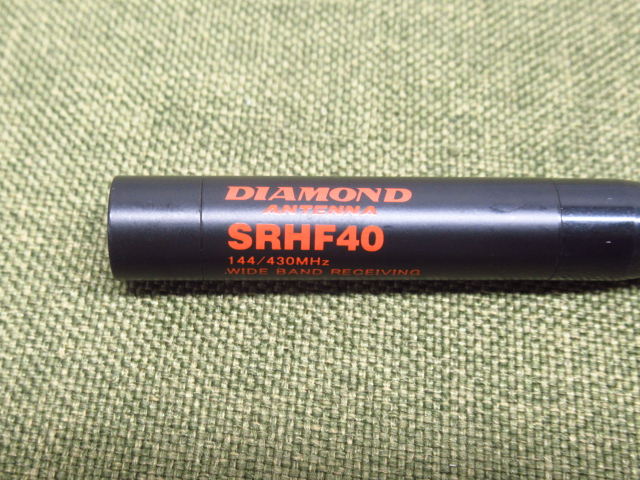 DIAMOND
ANTENNA
SRHF40
144/430MHz
WIDE BAND RECEIVING